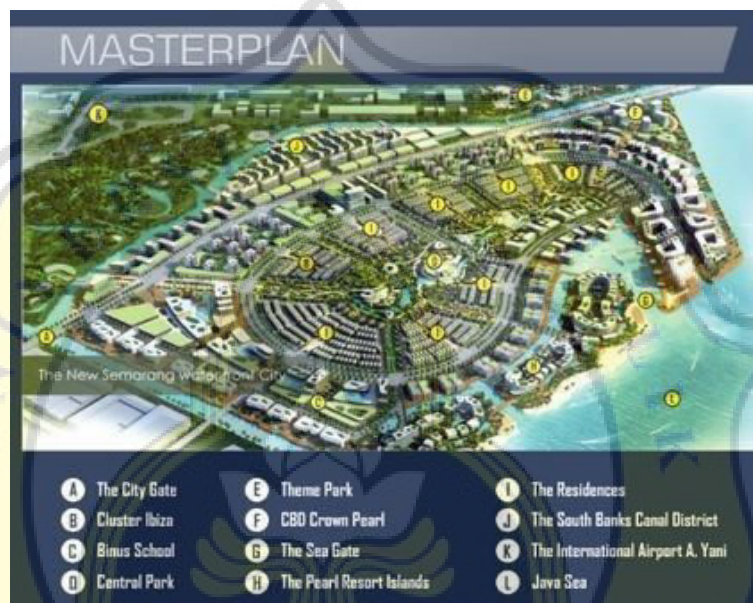 MASTERPLAN
The New Semarang Waterfront City
A The City Gate
B Cluster Ibiza
C Binus School
D Central Park
E Theme Park
F CBD Crown Pearl
G The Sea Gate
H The Pearl Resort Islands
I The Residences
J The South Banks Canal District
K The International Airport A. Yani
L Java Sea